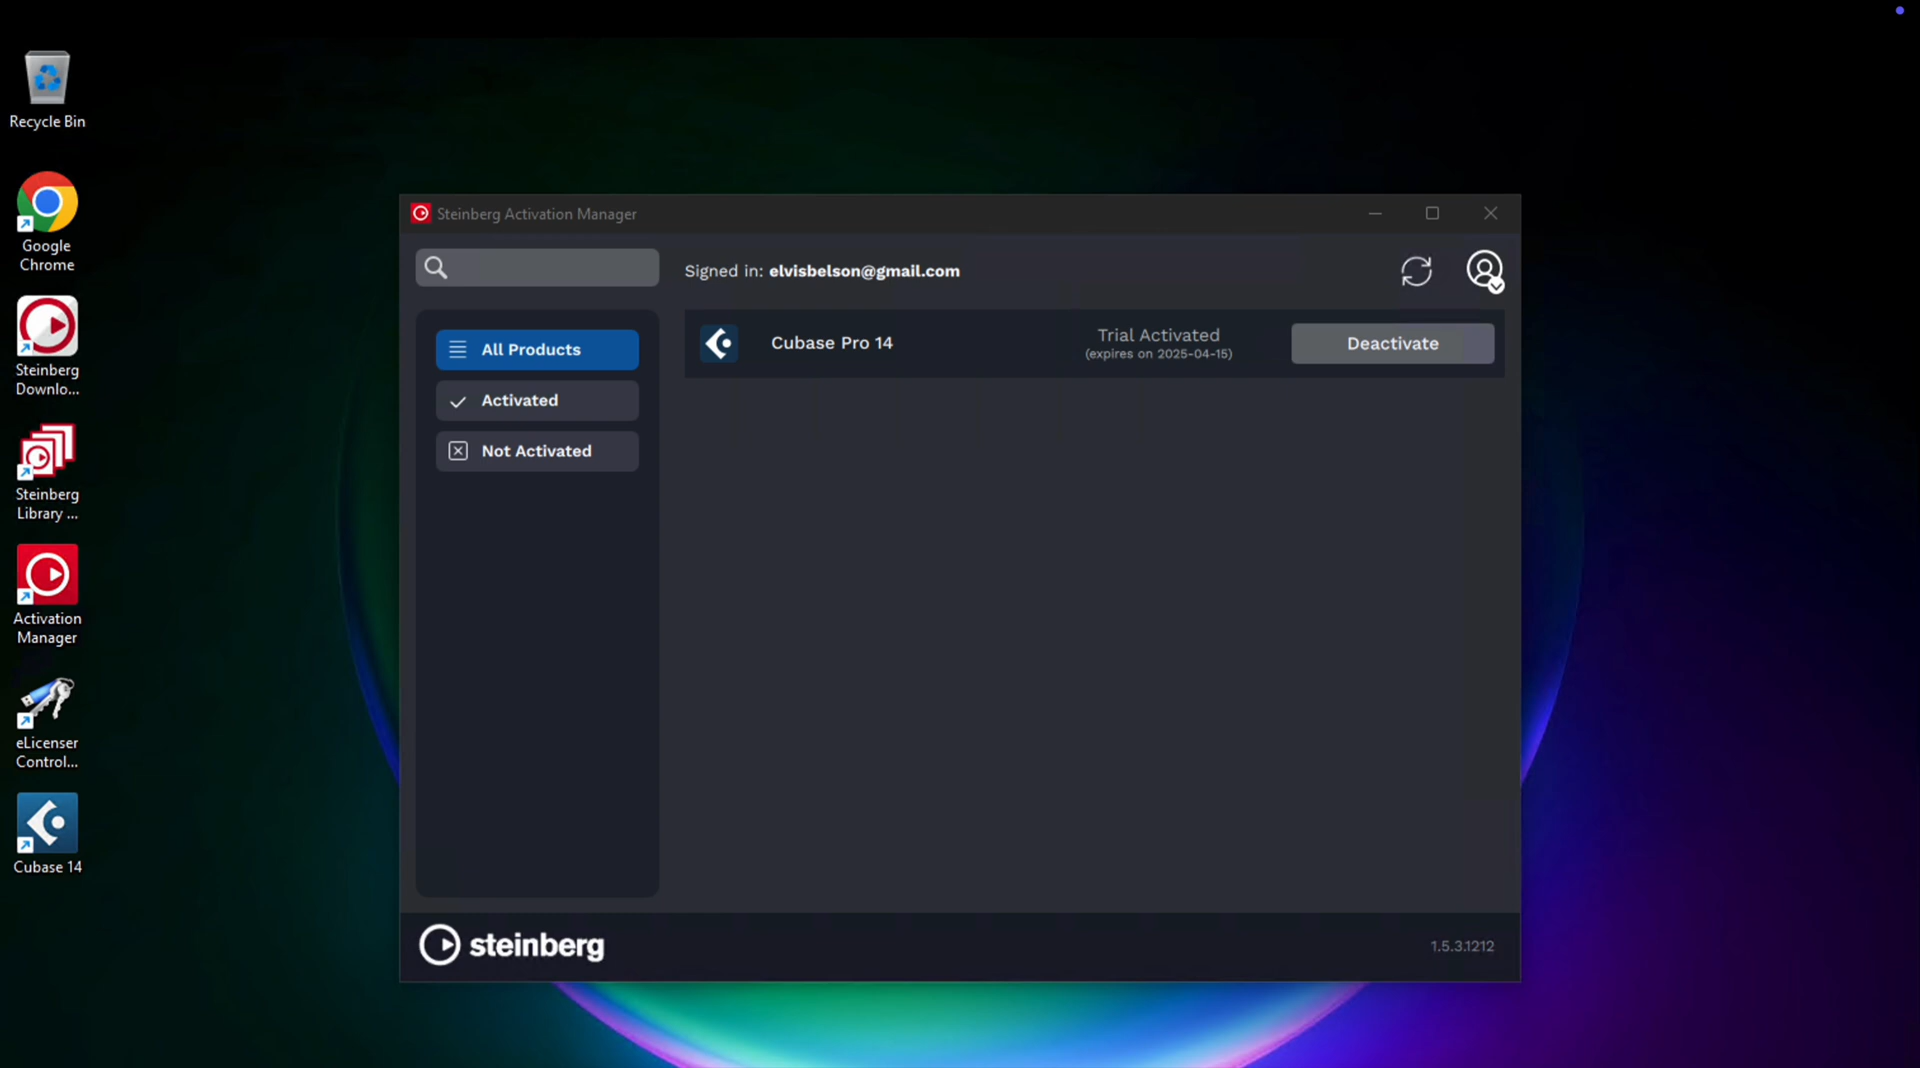 Recycle Bin
Google
Chrome
Steinberg
Downlo...
Steinberg
Library ...
Activation
Manager
eLicenser
Control...
Cubase 14
Steinberg Activation Manager
Signed in: elvisbelson@gmail.com
All Products
Activated
Not Activated
Cubase Pro 14
Trial Activated
(expires on 2025-04-15)
Deactivate
steinberg
1.5.3.1212